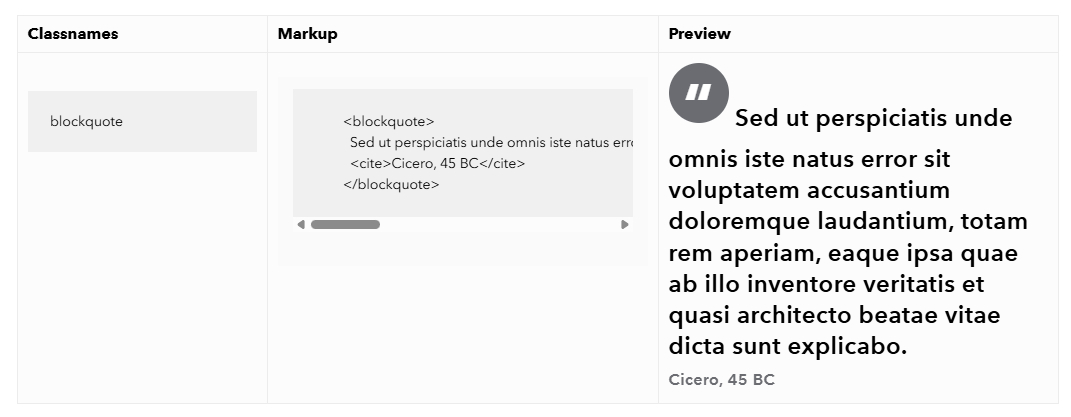 Classnames
Markup
Preview
blockquote
<blockquote>
Sed ut perspiciatis unde omnis iste natus erro
<cite>Cicero, 45 BC</cite>
</blockquote>
“ Sed ut perspiciatis unde
omnis iste natus error sit
voluptatem accusantium
doloremque laudantium, totam
rem aperiam, eaque ipsa quae
ab illo inventore veritatis et
quasi architecto beatae vitae
dicta sunt explicabo.
Cicero, 45 BC